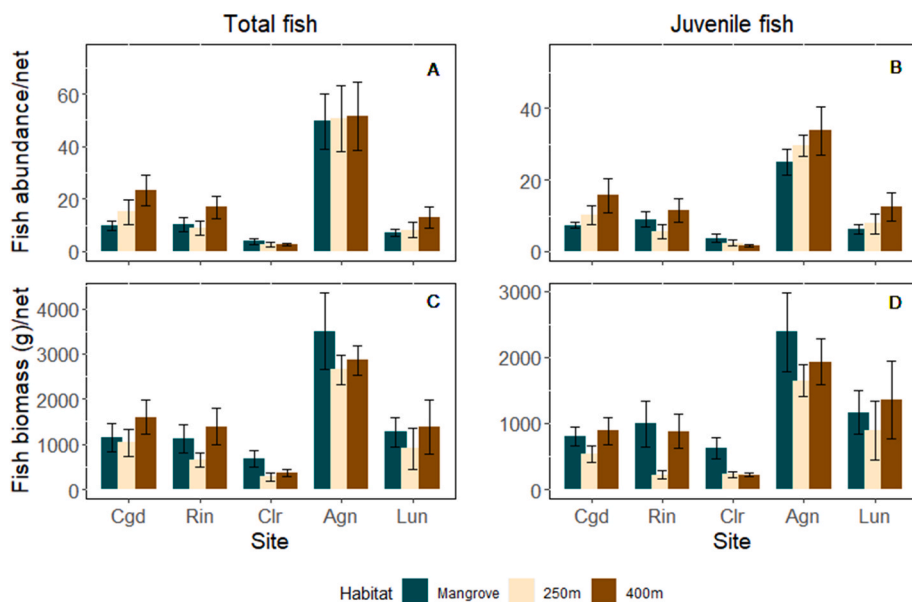 Total fish
Juvenile fish
Fish abundance/net
A
60
40
20
0
B
40
20
0
Fish biomass (g)/net
C
4000
3000
2000
1000
0
D
3000
2000
1000
0
Cgd Rin Clr Agn Lun
Cgd Rin Clr Agn Lun
Site
Site
Habitat Mangrove 250m 400m